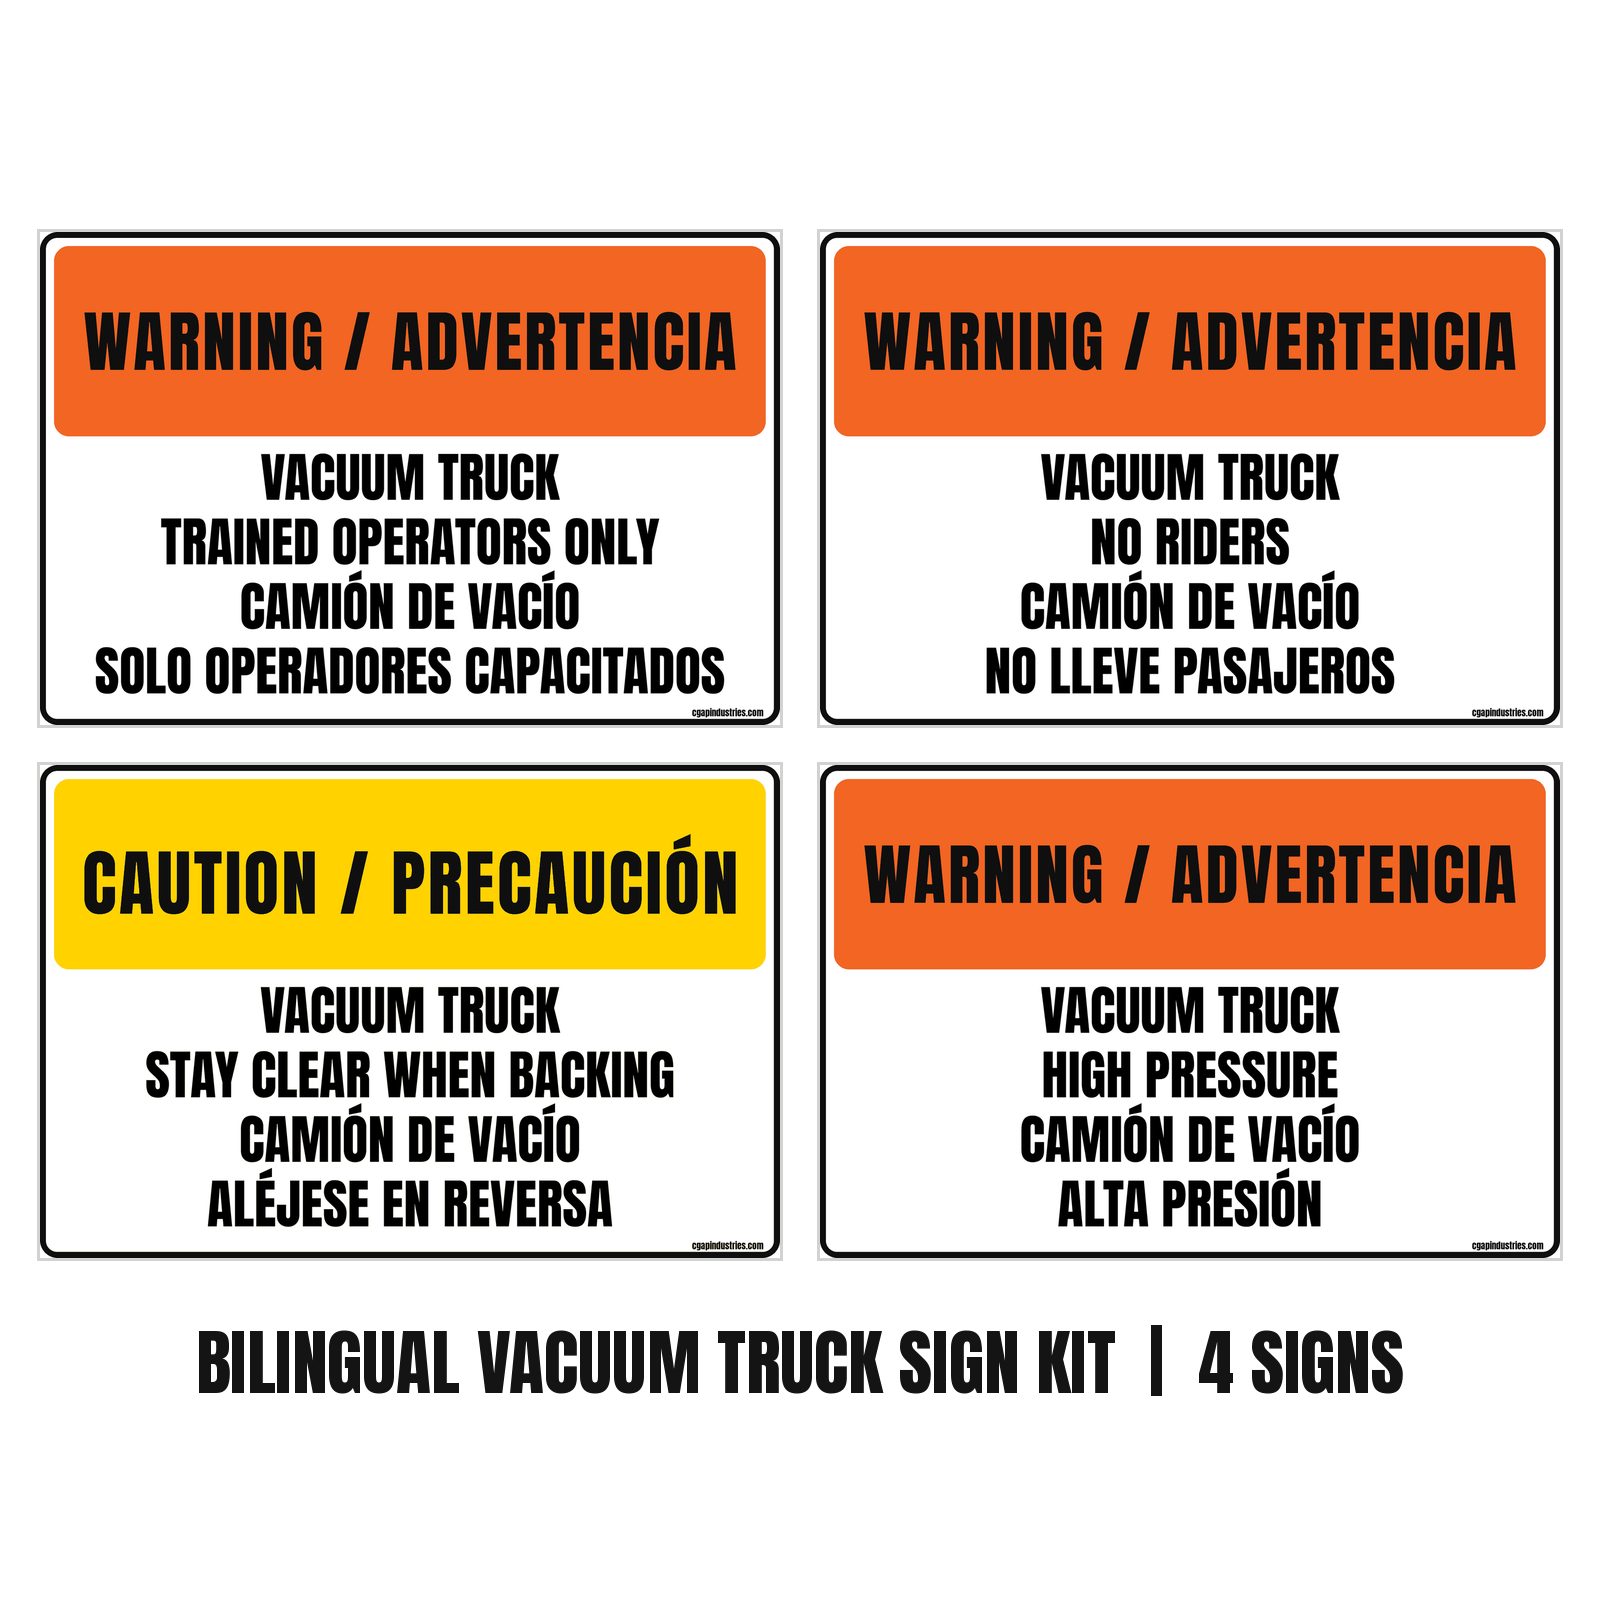 WARNING / ADVERTENCIA
VACUUM TRUCK
TRAINED OPERATORS ONLY
CAMIÓN DE VACÍO
SOLO OPERADORES CAPACITADOS
cgapindustries.com
WARNING / ADVERTENCIA
VACUUM TRUCK
NO RIDERS
CAMIÓN DE VACÍO
NO LLEVE PASAJEROS
cgapindustries.com
CAUTION / PRECAUCIÓN
VACUUM TRUCK
STAY CLEAR WHEN BACKING
CAMIÓN DE VACÍO
ALÉJESE EN REVERSA
cgapindustries.com
WARNING / ADVERTENCIA
VACUUM TRUCK
HIGH PRESSURE
CAMIÓN DE VACÍO
ALTA PRESIÓN
cgapindustries.com
BILINGUAL VACUUM TRUCK SIGN KIT | 4 SIGNS